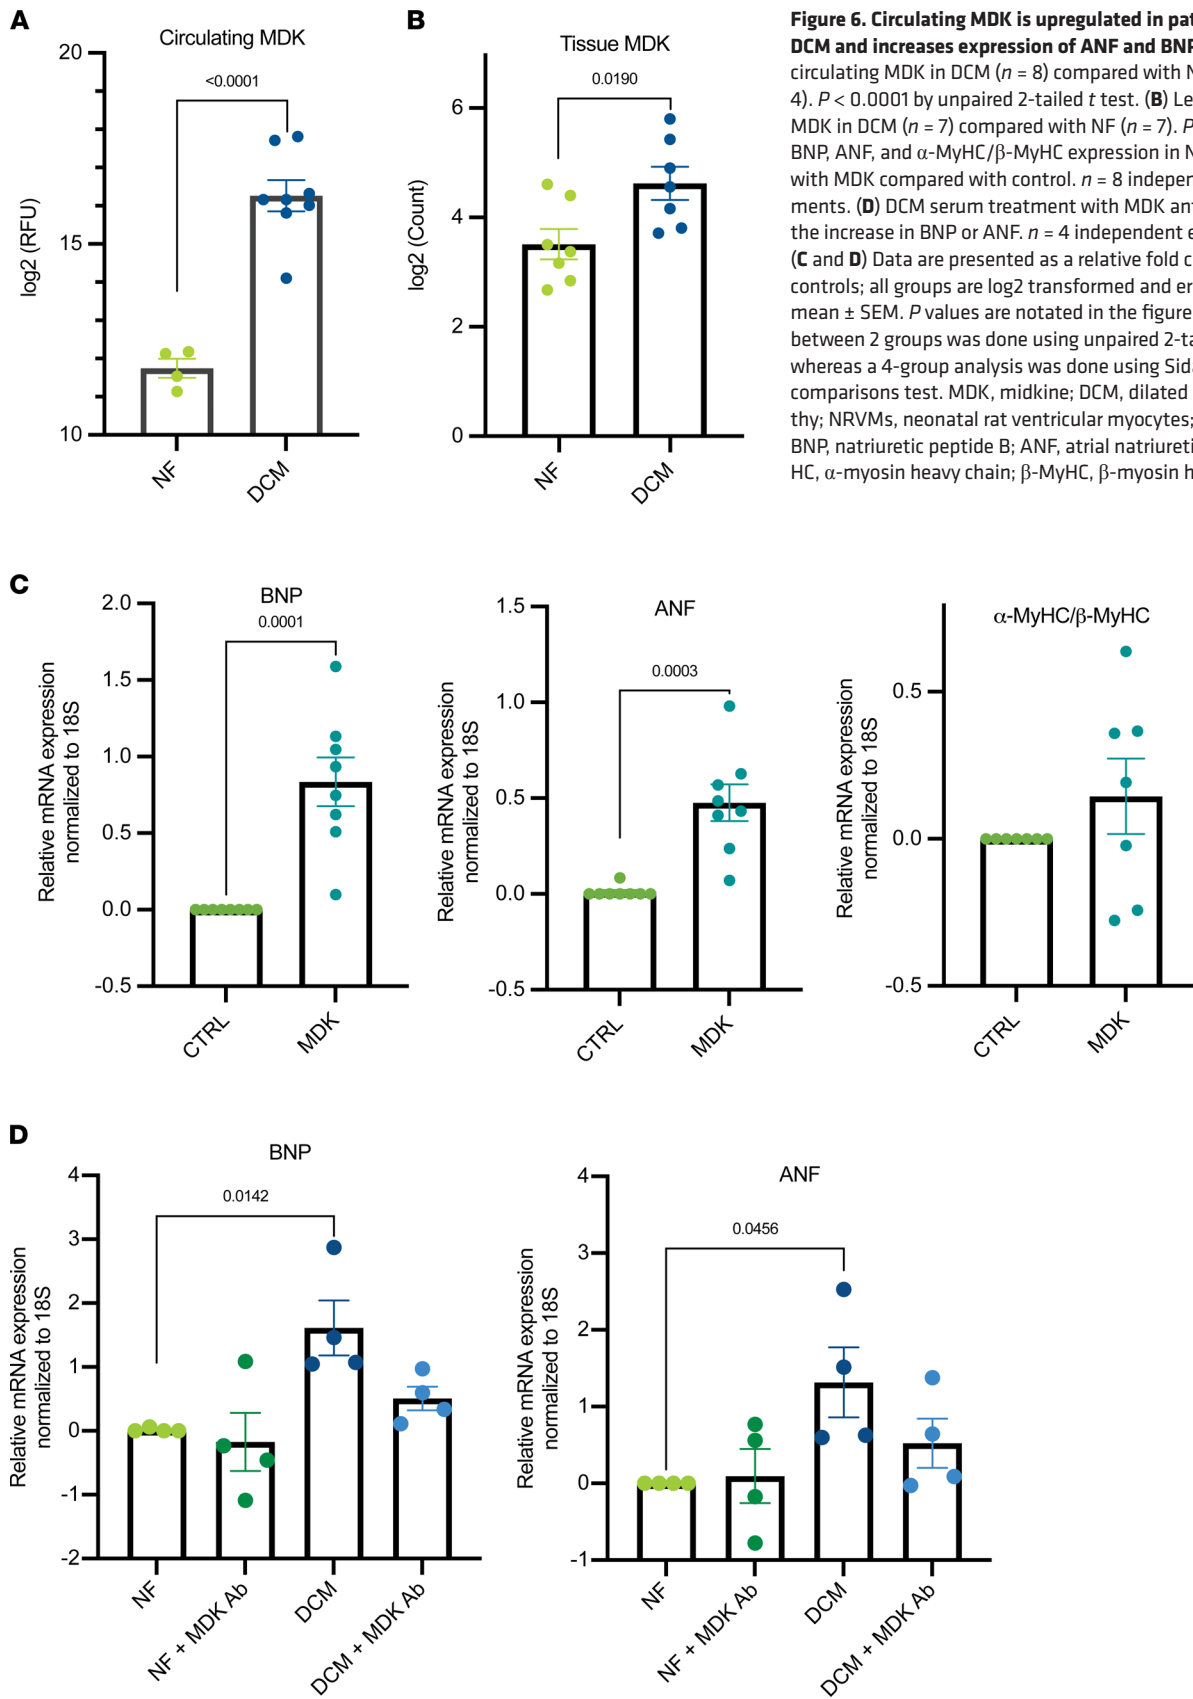 A
Circulating MDK
<0.0001
log2 (RFU)
20
15
10
NF
DCM
B
Tissue MDK
0.0190
log2 (Count)
6
4
2
0
NF
DCM
Figure 6. Circulating MDK is upregulated in
DCM and increases expression of ANF and BNP
circulating MDK in DCM (n = 8) compared with
4). P < 0.0001 by unpaired 2-tailed t test. (B)
MDK in DCM (n = 7) compared with NF (n = 7). P
BNP, ANF, and α-MyHC/β-MyHC expression in
with MDK compared with control. n = 8
ments. (D) DCM serum treatment with MDK
the increase in BNP or ANF. n = 4 independent
(C and D) Data are presented as a relative fold
controls; all groups are log2 transformed and
mean ± SEM. P values are notated in the figure
between 2 groups was done using unpaired
whereas a 4-group analysis was done using
comparisons test. MDK, midkine; DCM, dilated
thy; NRVMs, neonatal rat ventricular myocytes;
BNP, natriuretic peptide B; ANF, atrial
HC, α-myosin heavy chain; β-MyHC, β-myosin
C
BNP
0.0001
Relative mRNA expression
normalized to 18S
2.0
1.5
1.0
0.5
0.0
-0.5
CTRL
MDK
ANF
0.0003
Relative mRNA expression
normalized to 18S
1.5
1.0
0.5
0.0
-0.5
CTRL
MDK
α-MyHC/β-MyHC
Relative mRNA expression
normalized to 18S
0.5
0.0
-0.5
CTRL
MDK
D
BNP
0.0142
Relative mRNA expression
normalized to 18S
4
3
2
1
0
-1
-2
NF
NF + MDK Ab
DCM
DCM + MDK Ab
ANF
0.0456
Relative mRNA expression
normalized to 18S
4
3
2
1
0
-1
NF
NF + MDK Ab
DCM
DCM + MDK Ab